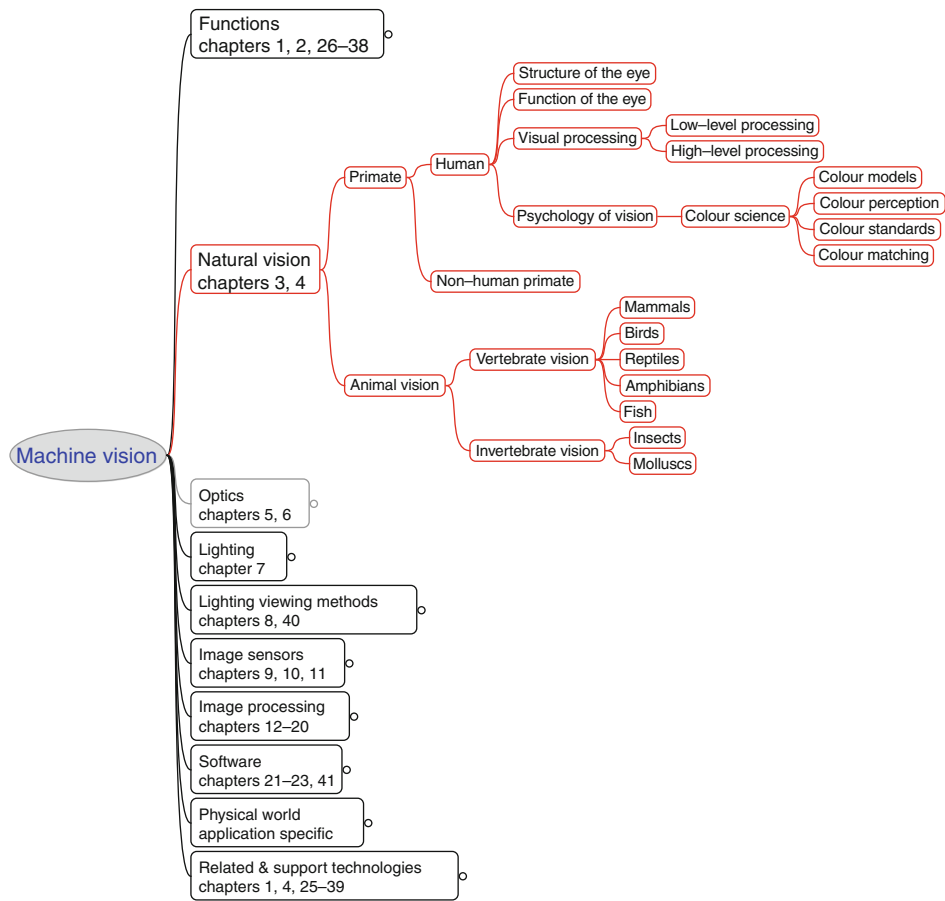 Functions
chapters 1, 2, 26–38
Structure of the eye
Function of the eye
Visual processing
Low–level processing
High–level processing
Primate
Human
Psychology of vision
Colour science
Colour models
Colour perception
Colour standards
Colour matching
Natural vision
chapters 3, 4
Non–human primate
Animal vision
Vertebrate vision
Mammals
Birds
Reptiles
Amphibians
Fish
Invertebrate vision
Insects
Molluscs
Machine vision
Optics
chapters 5, 6
Lighting
chapter 7
Lighting viewing methods
chapters 8, 40
Image sensors
chapters 9, 10, 11
Image processing
chapters 12–20
Software
chapters 21–23, 41
Physical world
application specific
Related & support technologies
chapters 1, 4, 25–39